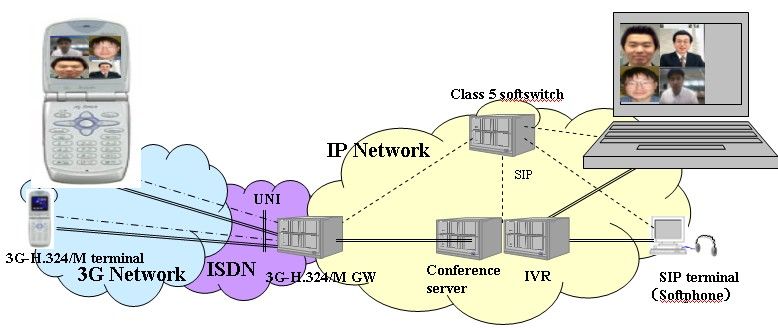 Class 5 softswitch
IP Network
SIP
UNI
3G-H.324/M terminal
3G Network
ISDN
3G-H.324/M GW
Conference
server
IVR
SIP terminal
（Softphone）